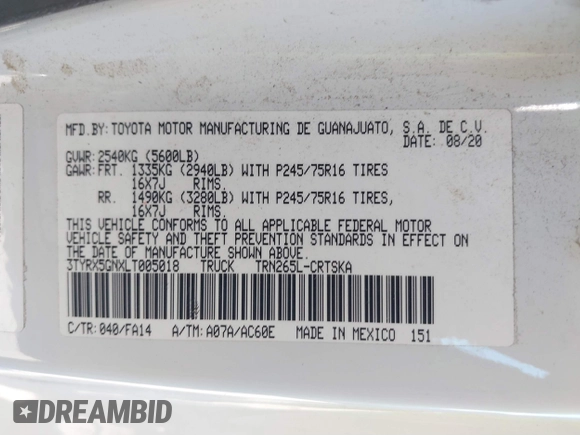 MFD.BY: TOYOTA MOTOR MANUFACTURING DE GUANAJUATO, S.A. DE C.V.
DATE: 08/20
GVWR: 2540KG (5600LB)
GAWR: FRT. 1335KG (2940LB) WITH P245/75R16 TIRES
16X7J RIMS.
RR. 1490KG (3280LB) WITH P245/75R16 TIRES,
16X7J RIMS.
THIS VEHICLE CONFORMS TO ALL APPLICABLE FEDERAL MOTOR
VEHICLE SAFETY AND THEFT PREVENTION STANDARDS IN EFFECT ON
THE DATE OF MANUFACTURE SHOWN ABOVE.
3TYRX5GNXLT005018 TRUCK TRN265L-CRTSKA
C/TR: 040/FA14 A/TM: A07A/AC60E MADE IN MEXICO 151
DREAMBID